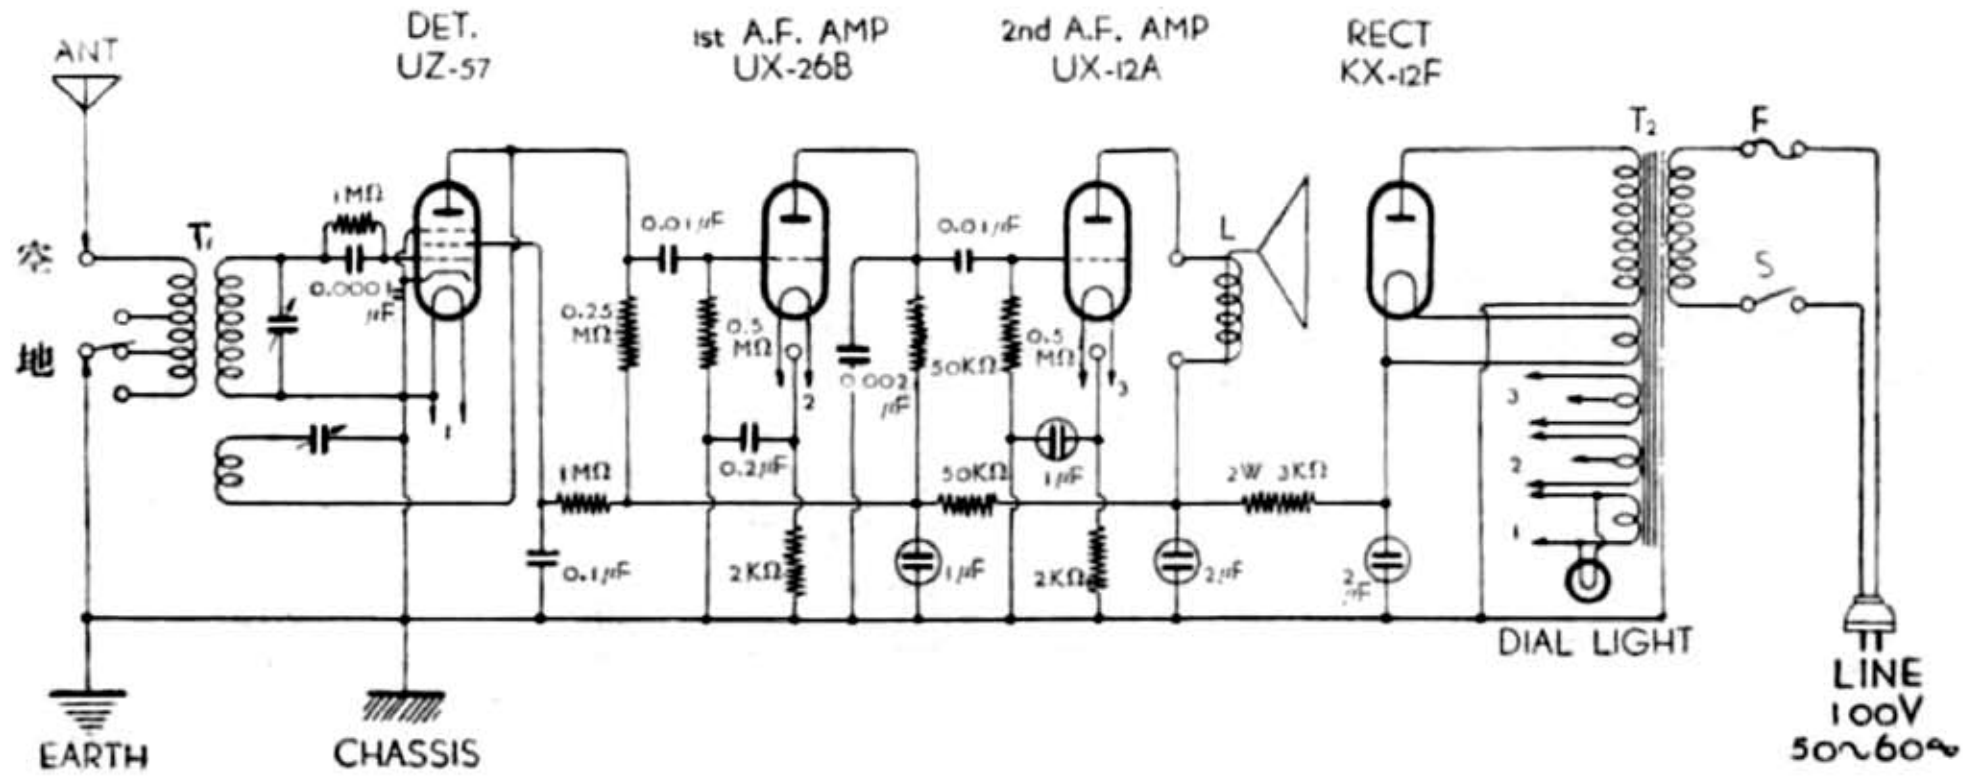 ANT
DET.
UZ-57
1st A.F. AMP
UX-26B
2nd A.F. AMP
UX-12A
RECT
KX-12F
空
地
T1
1MΩ
0.0001
μF
1
0.25
MΩ
0.01μF
0.5
MΩ
2
0.002
μF
0.2μF
0.01μF
50KΩ
0.5
MΩ
3
L
T2
F
S
3
2
1
1MΩ
50KΩ
1μF
2W 3KΩ
0.1μF
2KΩ
1μF
2KΩ
2μF
2
μF
DIAL LIGHT
EARTH
CHASSIS
LINE
100V
50~60~